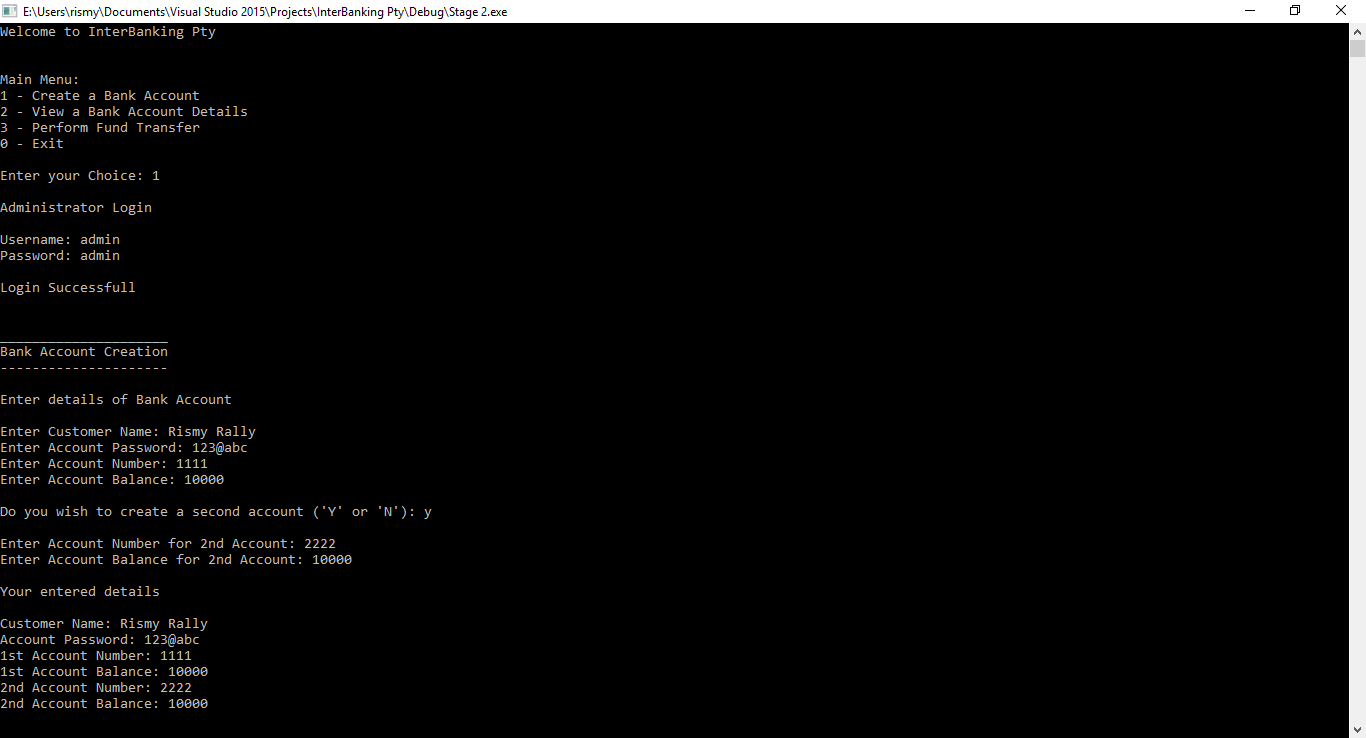 E:\Users\rismy\Documents\Visual Studio 2015\Projects\InterBanking Pty\Debug\Stage 2.exe
Welcome to InterBanking Pty
Main Menu:
1 - Create a Bank Account
2 - View a Bank Account Details
3 - Perform Fund Transfer
0 - Exit
Enter your Choice: 1
Administrator Login
Username: admin
Password: admin
Login Successfull
_____________________
Bank Account Creation
---------------------
Enter details of Bank Account
Enter Customer Name: Rismy Rally
Enter Account Password: 123@abc
Enter Account Number: 1111
Enter Account Balance: 10000
Do you wish to create a second account ('Y' or 'N'): y
Enter Account Number for 2nd Account: 2222
Enter Account Balance for 2nd Account: 10000
Your entered details
Customer Name: Rismy Rally
Account Password: 123@abc
1st Account Number: 1111
1st Account Balance: 10000
2nd Account Number: 2222
2nd Account Balance: 10000